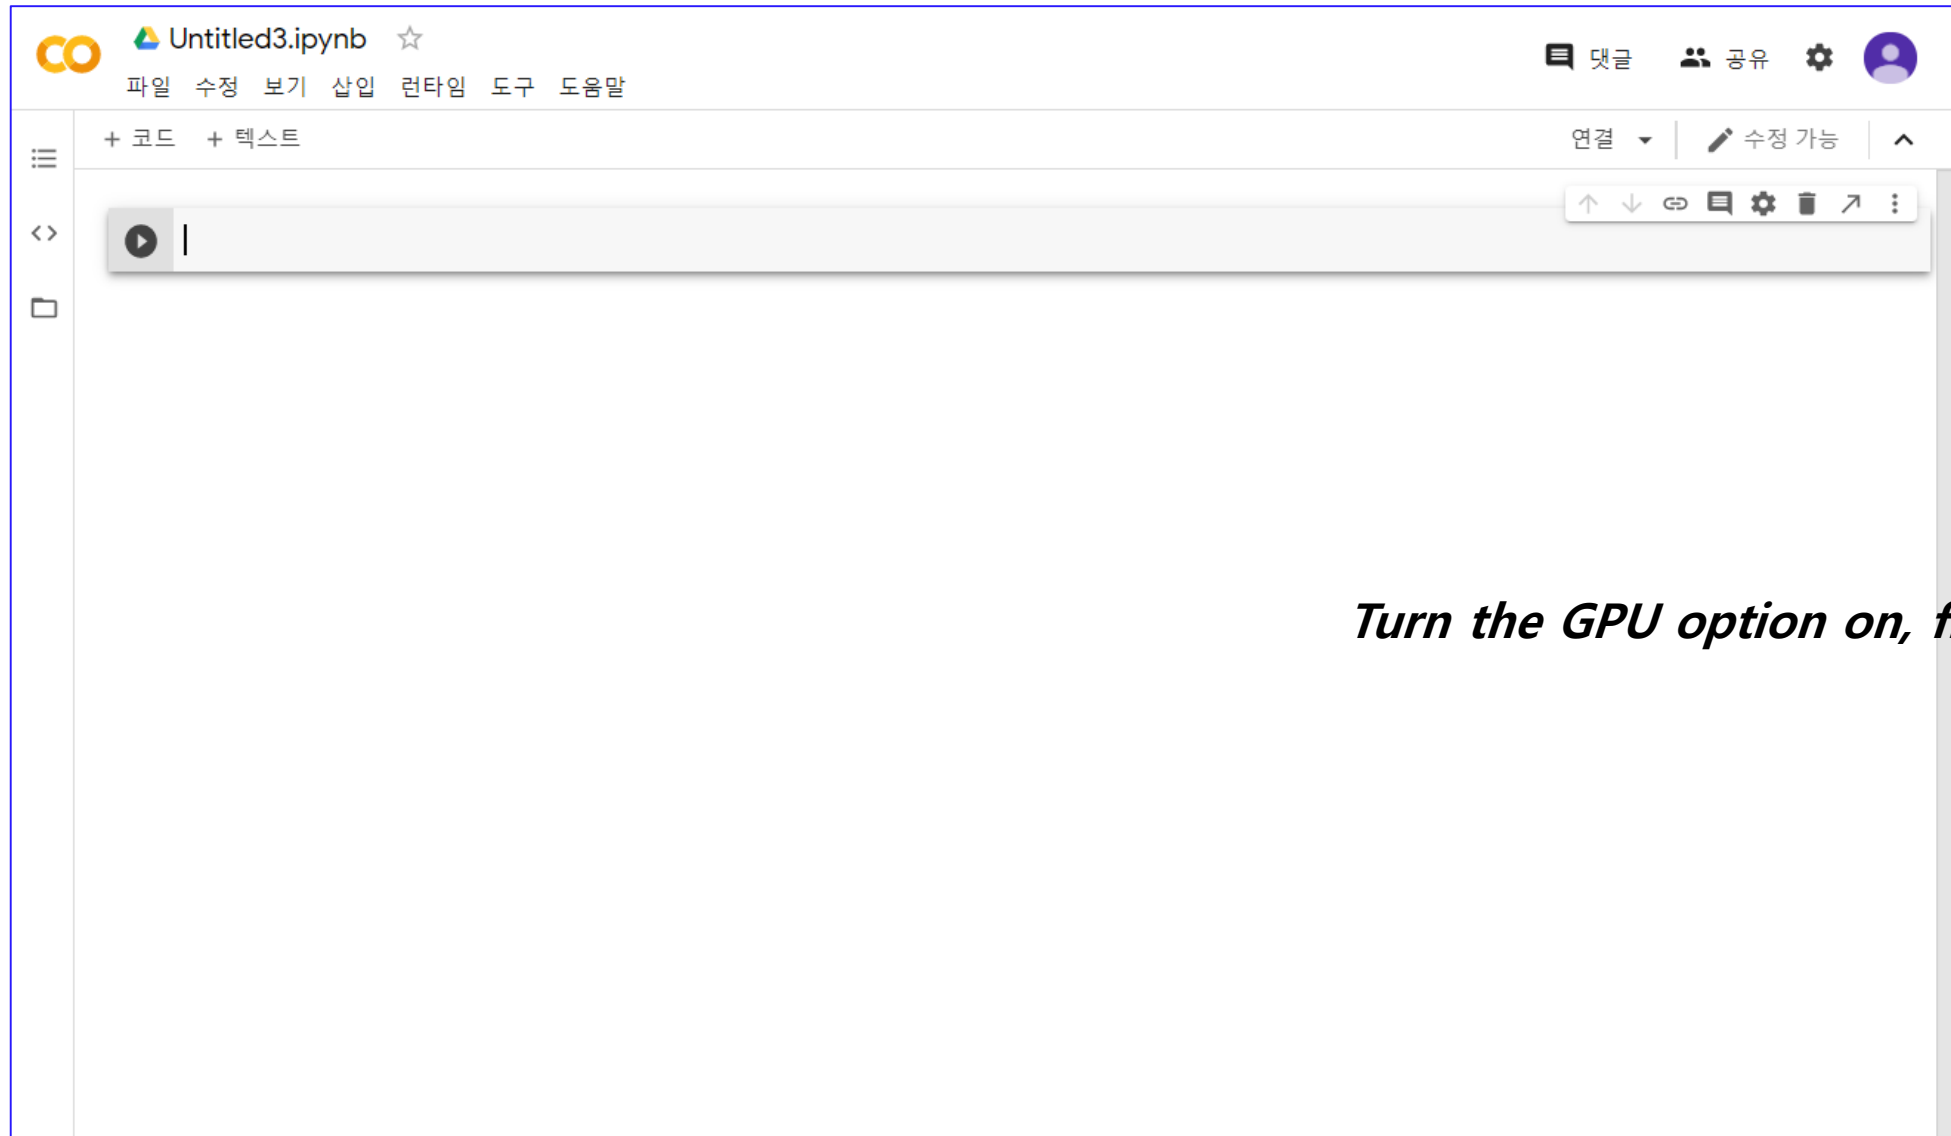 Untitled3.ipynb
파일 수정 보기 삽입 런타임 도구 도움말
댓글 공유
+ 코드 + 텍스트
연결 수정 가능
Turn the GPU option on,